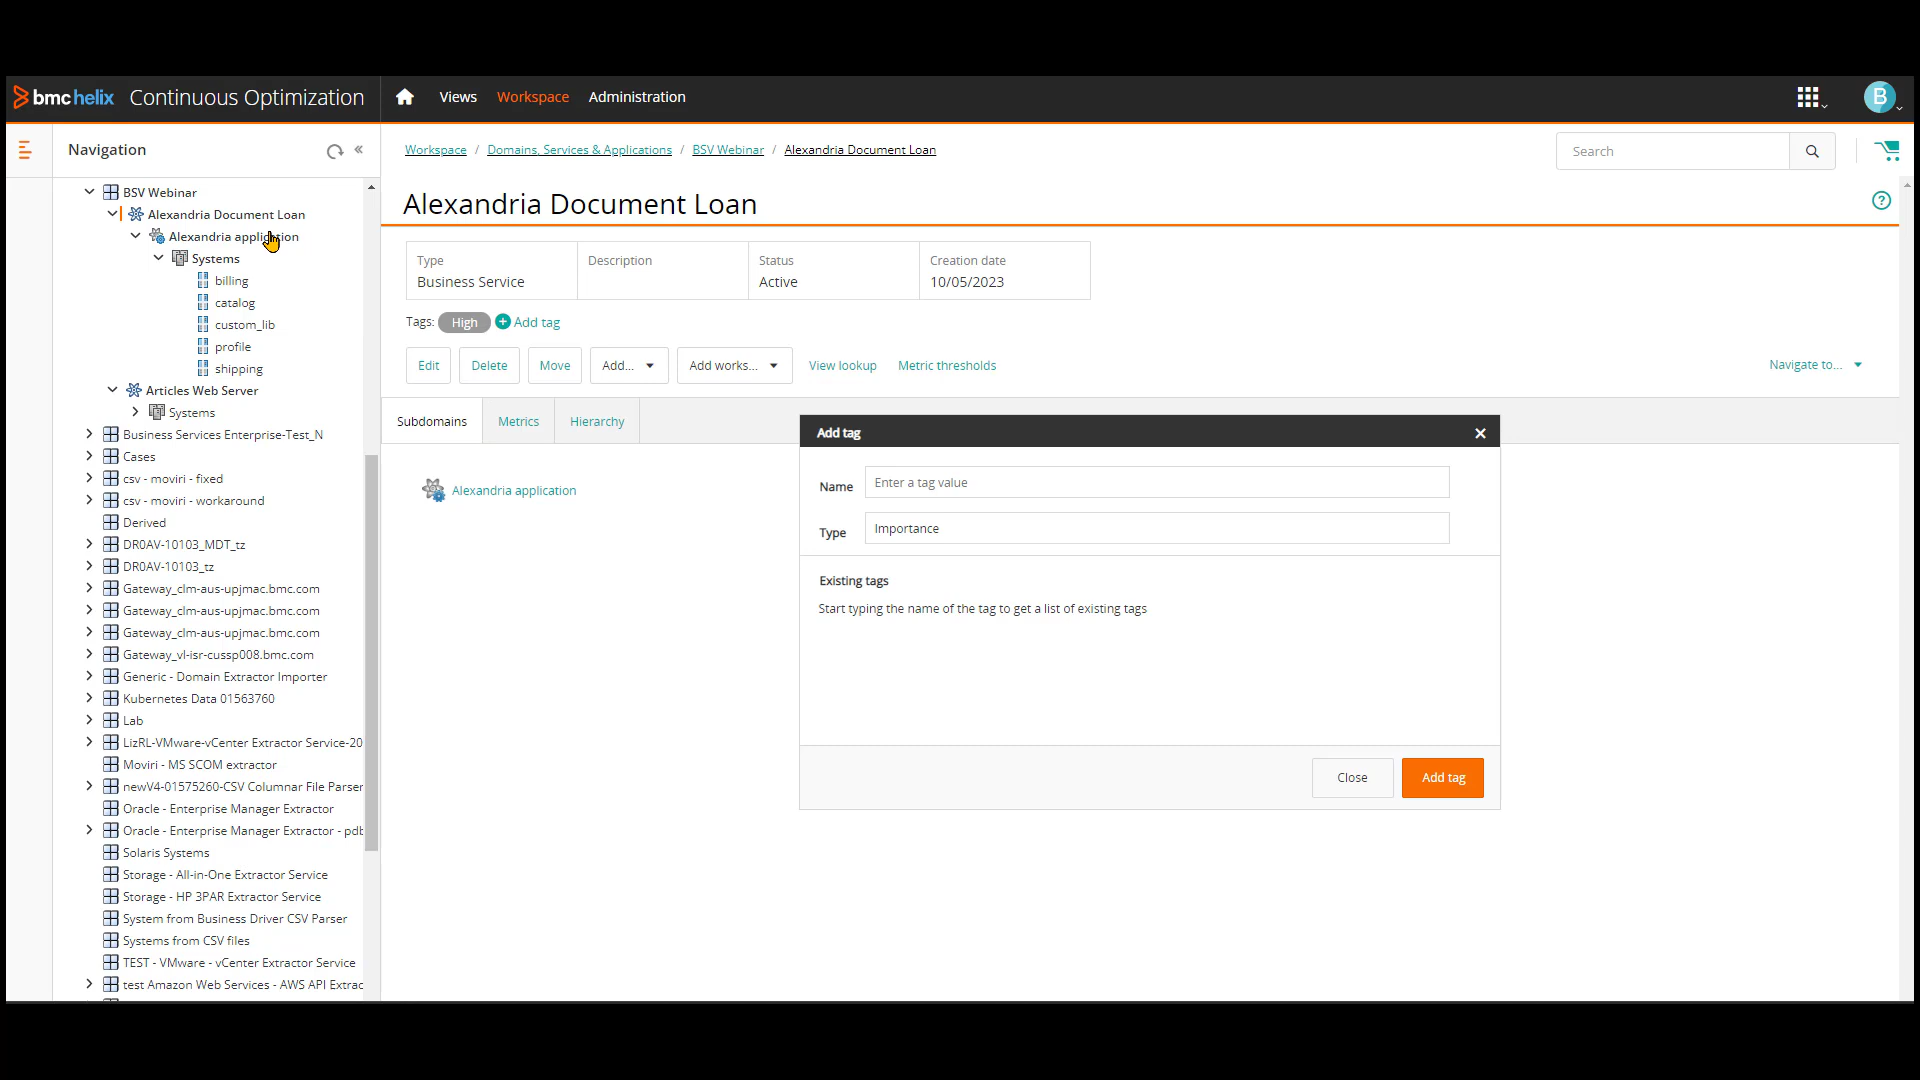 bmchelix Continuous Optimization
Views Workspace Administration
B
Navigation
Workspace / Domains, Services & Applications / BSV Webinar / Alexandria Document Loan
Search
BSV Webinar
Alexandria Document Loan
Alexandria application
Systems
billing
catalog
custom_lib
profile
shipping
Articles Web Server
Systems
Business Services Enterprise-Test_N
Cases
csv - moviri - fixed
csv - moviri - workaround
Derived
DR0AV-10103_MDT_tz
DR0AV-10103_tz
Gateway_clm-aus-upjmac.bmc.com
Gateway_clm-aus-upjmac.bmc.com
Gateway_clm-aus-upjmac.bmc.com
Gateway_vl-isr-cussp008.bmc.com
Generic - Domain Extractor Importer
Kubernetes Data 01563760
Lab
LizRL-VMware-vCenter Extractor Service-20
Moviri - MS SCOM extractor
newV4-01575260-CSV Columnar File Parser
Oracle - Enterprise Manager Extractor
Oracle - Enterprise Manager Extractor - pdb
Solaris Systems
Storage - All-in-One Extractor Service
Storage - HP 3PAR Extractor Service
System from Business Driver CSV Parser
Systems from CSV files
TEST - VMware - vCenter Extractor Service
test Amazon Web Services - AWS API Extrac
Alexandria Document Loan
?
Type
Business Service
Description
Status
Active
Creation date
10/05/2023
Tags: High Add tag
Edit Delete Move Add... Add works... View lookup Metric thresholds
Navigate to...
Subdomains Metrics Hierarchy
Alexandria application
Add tag
Name Enter a tag value
Type Importance
Existing tags
Start typing the name of the tag to get a list of existing tags
Close Add tag